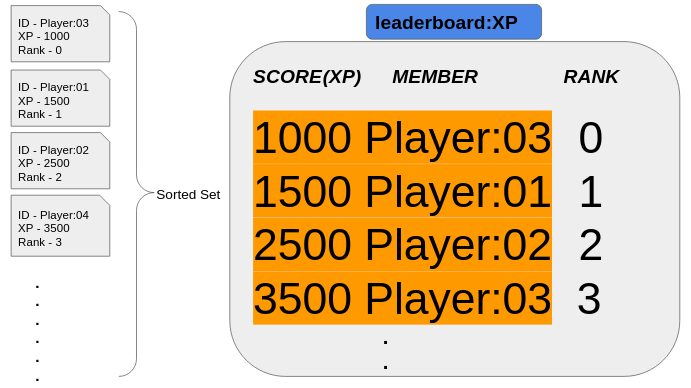 ID - Player:03
XP - 1000
Rank - 0
ID - Player:01
XP - 1500
Rank - 1
ID - Player:02
XP - 2500
Rank - 2
ID - Player:04
XP - 3500
Rank - 3
Sorted Set
leaderboard:XP
SCORE(XP) MEMBER RANK
1000 Player:03 0
1500 Player:01 1
2500 Player:02 2
3500 Player:03 3